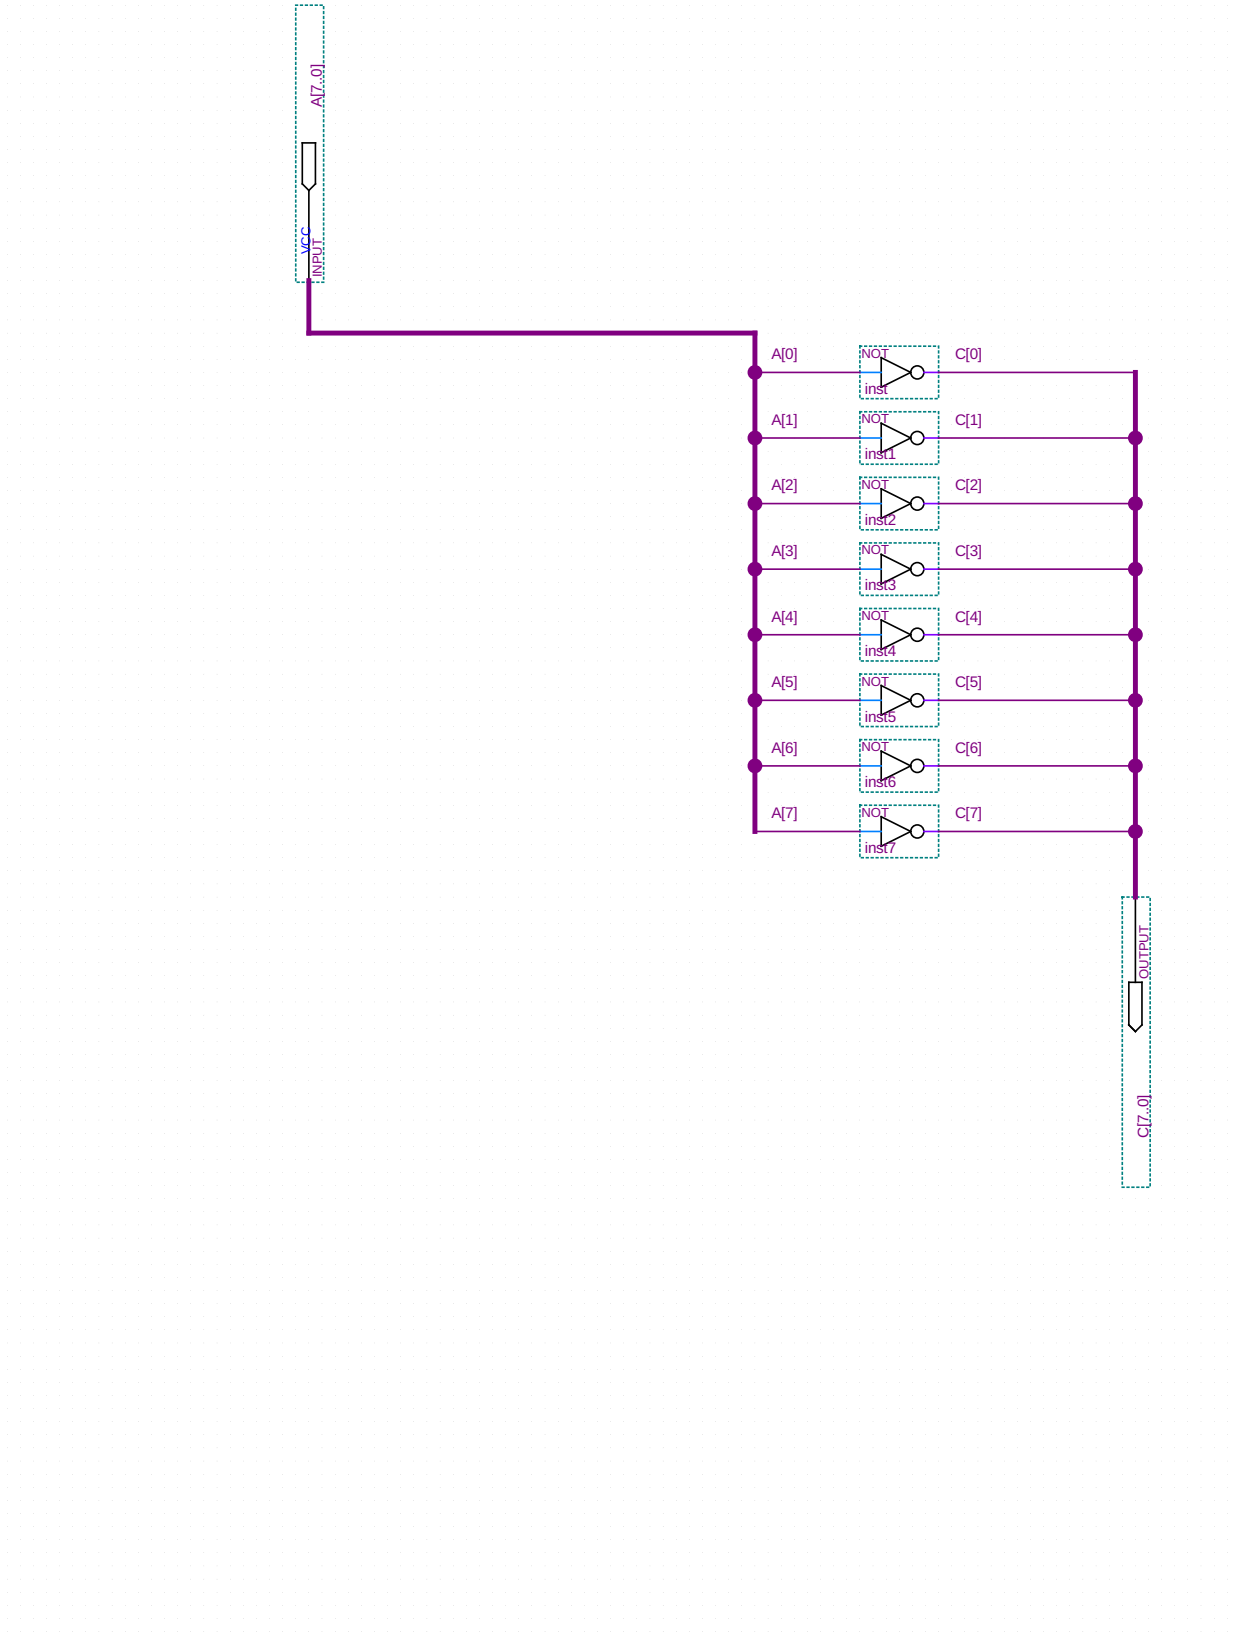 A[7..0]
VCC
INPUT
A[0]
NOT
C[0]
inst
A[1]
NOT
C[1]
inst1
A[2]
NOT
C[2]
inst2
A[3]
NOT
C[3]
inst3
A[4]
NOT
C[4]
inst4
A[5]
NOT
C[5]
inst5
A[6]
NOT
C[6]
inst6
A[7]
NOT
C[7]
inst7
OUTPUT
C[7..0]